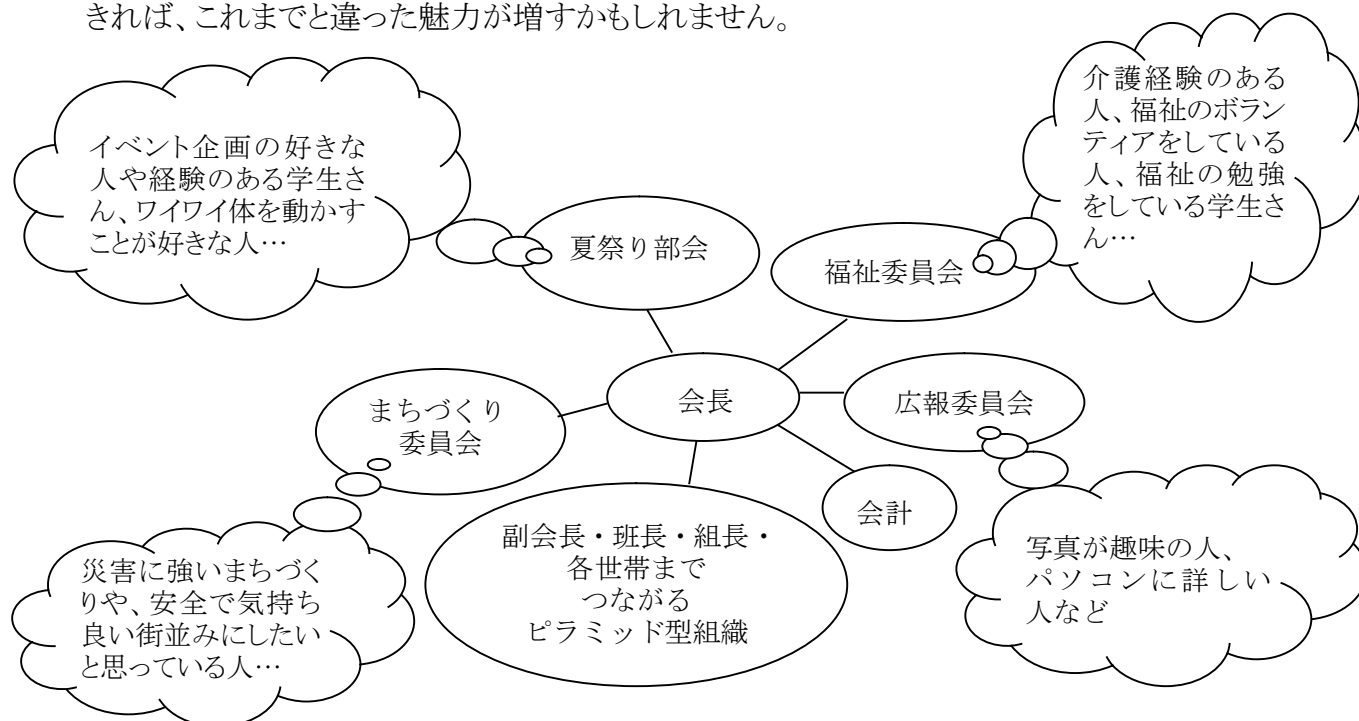 きれば、これまでと違った魅力が増すかもしれません。
イベント企画の好きな
人や経験のある学生さ
ん、ワイワイ体を動かす
ことが好きな人…
夏祭り部会
福祉委員会
介護経験のある
人、福祉のボラン
ティアをしている
人、福祉の勉強
をしている学生さ
ん…
まちづくり
委員会
会長
広報委員会
会計
副会長・班長・組長・
各世帯まで
つながる
ピラミッド型組織
災害に強いまちづく
りや、安全で気持ち
良い街並みにしたい
と思っている人…
写真が趣味の人、
パソコンに詳しい
人など